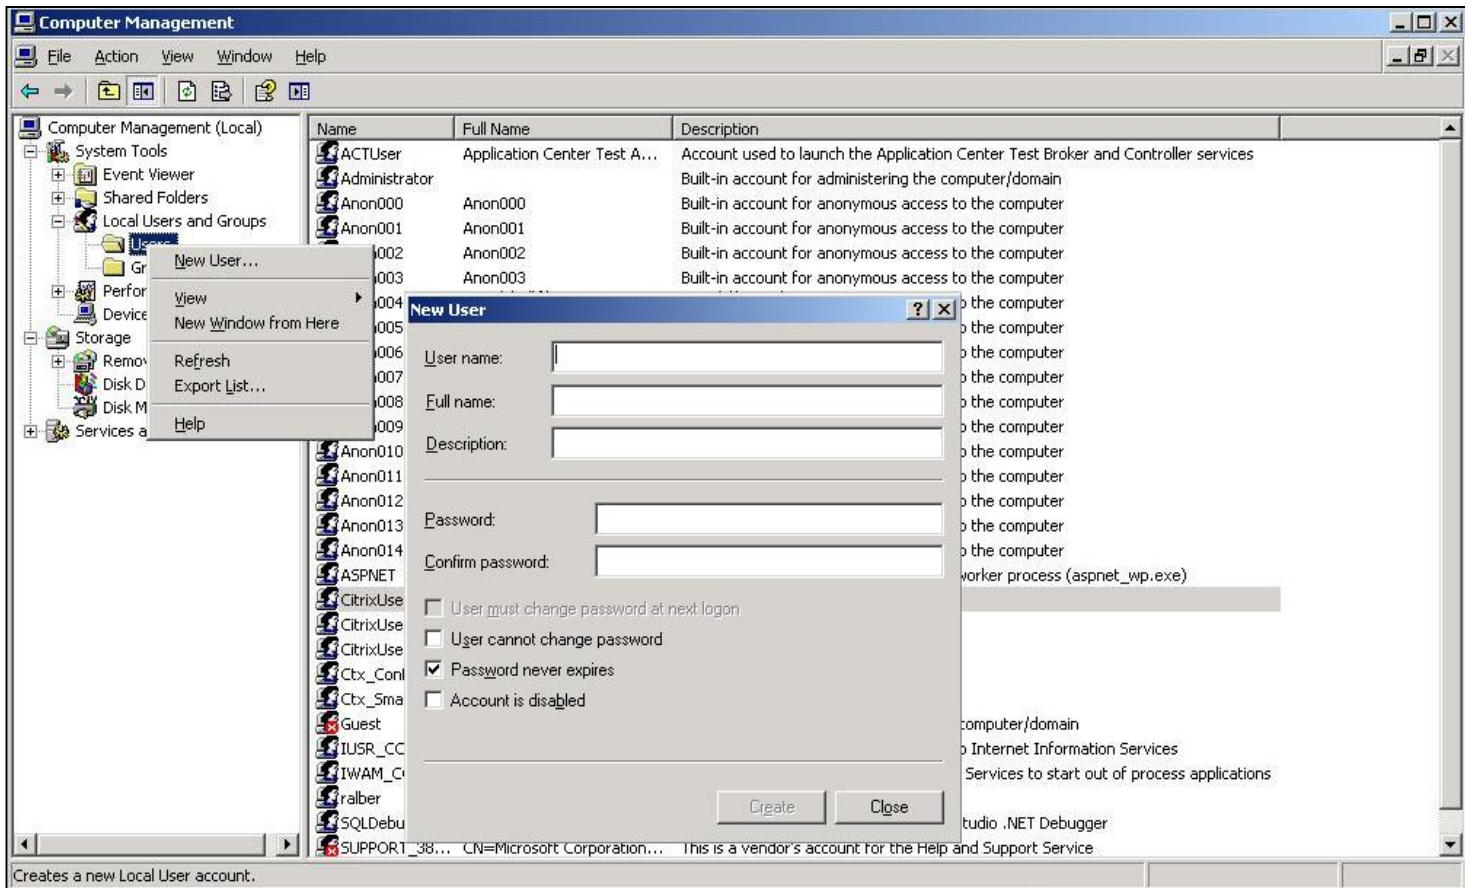 Computer Management
File Action View Window Help
Computer Management (Local)
System Tools
Event Viewer
Shared Folders
Local Users and Groups
Users
Gr
Perfor
Device
Storage
Remov
Disk D
Disk M
Services a
New User...
View
New Window from Here
Refresh
Export List...
Help
Name Full Name Description
ACTUser Application Center Test A... Account used to launch the Application Center Test Broker and Controller services
Administrator Built-in account for administering the computer/domain
Anon000 Anon000 Built-in account for anonymous access to the computer
Anon001 Anon001 Built-in account for anonymous access to the computer
002 Anon002 Built-in account for anonymous access to the computer
003 Anon003 Built-in account for anonymous access to the computer
004 o the computer
005 o the computer
006 o the computer
007 o the computer
008 o the computer
009 o the computer
Anon010 o the computer
Anon011 o the computer
Anon012 o the computer
Anon013 o the computer
Anon014 o the computer
ASPNET worker process (aspnet_wp.exe)
CitrixUse
CitrixUse
CitrixUse
Ctx_Conf
Ctx_Sma
Guest computer/domain
IUSR_CC o Internet Information Services
IWAM_C Services to start out of process applications
ralber
SQLDebu tudio .NET Debugger
SUPPORT_38... CN=Microsoft Corporation... This is a vendor's account for the Help and Support Service
New User
User name:
Full name:
Description:
Password:
Confirm password:
User must change password at next logon
User cannot change password
Password never expires
Account is disabled
Create Close
Creates a new Local User account.